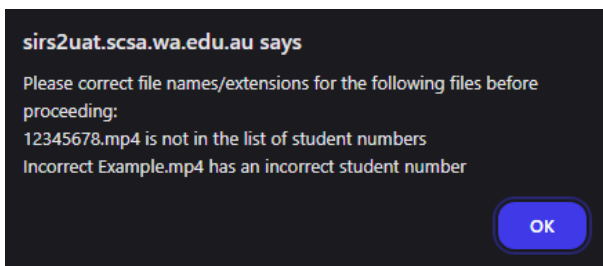 sirs2uat.scsa.wa.edu.au says
Please correct file names/extensions for the following files before
proceeding:
12345678.mp4 is not in the list of student numbers
Incorrect Example.mp4 has an incorrect student number
OK